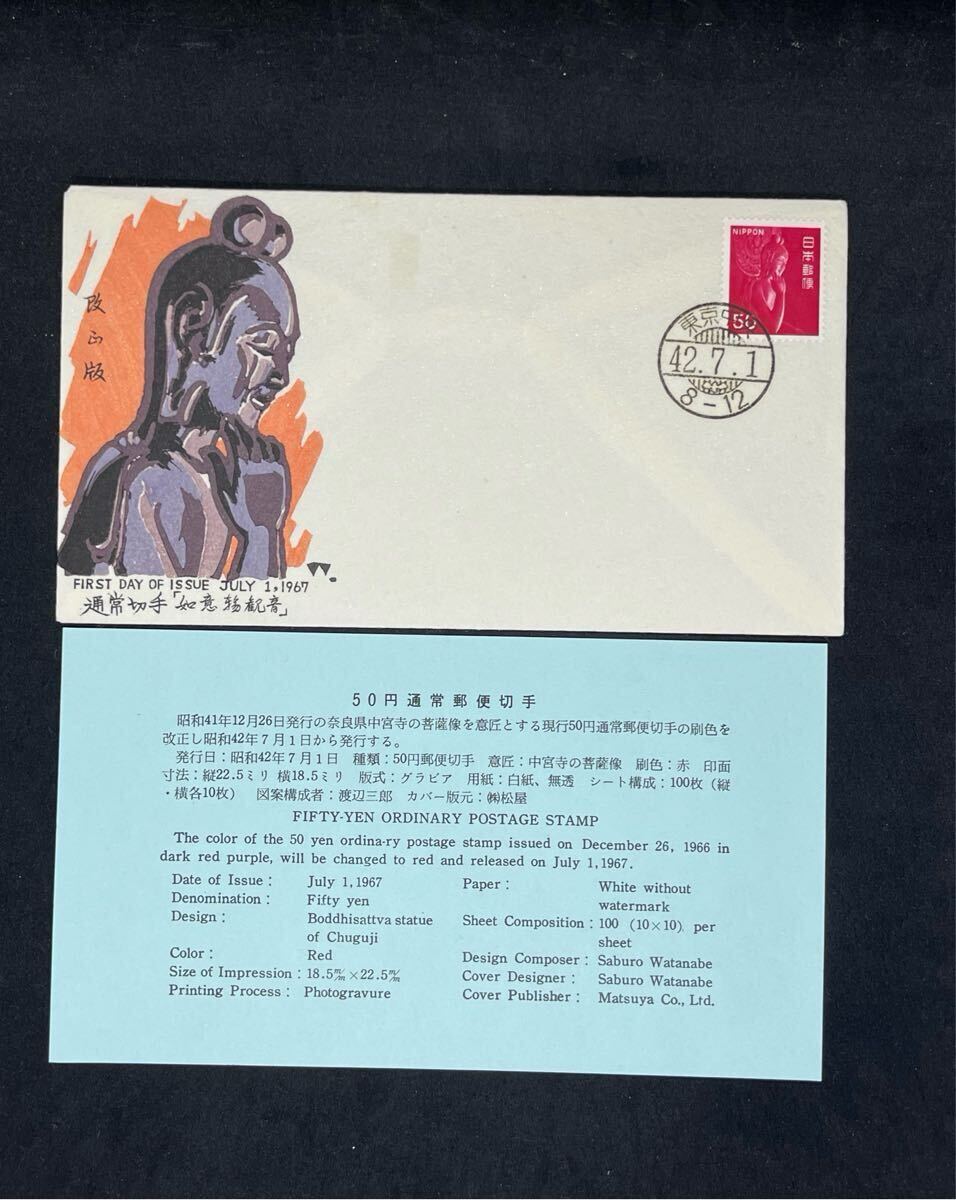 改正版
NIPPON
日本郵便
50
東京中
42.7.1
8-12
FIRST DAY OF ISSUE JULY 1,1967
W.
通常切手「如意輪観音」
50円通常郵便切手
昭和41年12月26日発行の奈良県中宮寺の菩薩像を意匠とする現行50円通常郵便切手の刷色を
改正し昭和42年7月1日から発行する。
発行日：昭和42年7月1日 種類：50円郵便切手 意匠：中宮寺の菩薩像 刷色：赤 印面
寸法：縦22.5ミリ 横18.5ミリ 版式：グラビア 用紙：白紙、無透 シート構成：100枚（縦
・横各10枚） 図案構成者：渡辺三郎 カバー版元：㈱松屋
FIFTY-YEN ORDINARY POSTAGE STAMP
The color of the 50 yen ordina-ry postage stamp issued on December 26, 1966 in
dark red purple, will be changed to red and released on July 1,1967.
Date of Issue : July 1,1967
Denomination : Fifty yen
Design : Boddhisattva statue
of Chuguji
Color : Red
Size of Impression : 18.5㎜×22.5㎜
Printing Process : Photogravure
Paper : White without
watermark
Sheet Composition : 100 (10×10). per
sheet
Design Composer : Saburo Watanabe
Cover Designer : Saburo Watanabe
Cover Publisher : Matsuya Co., Ltd.